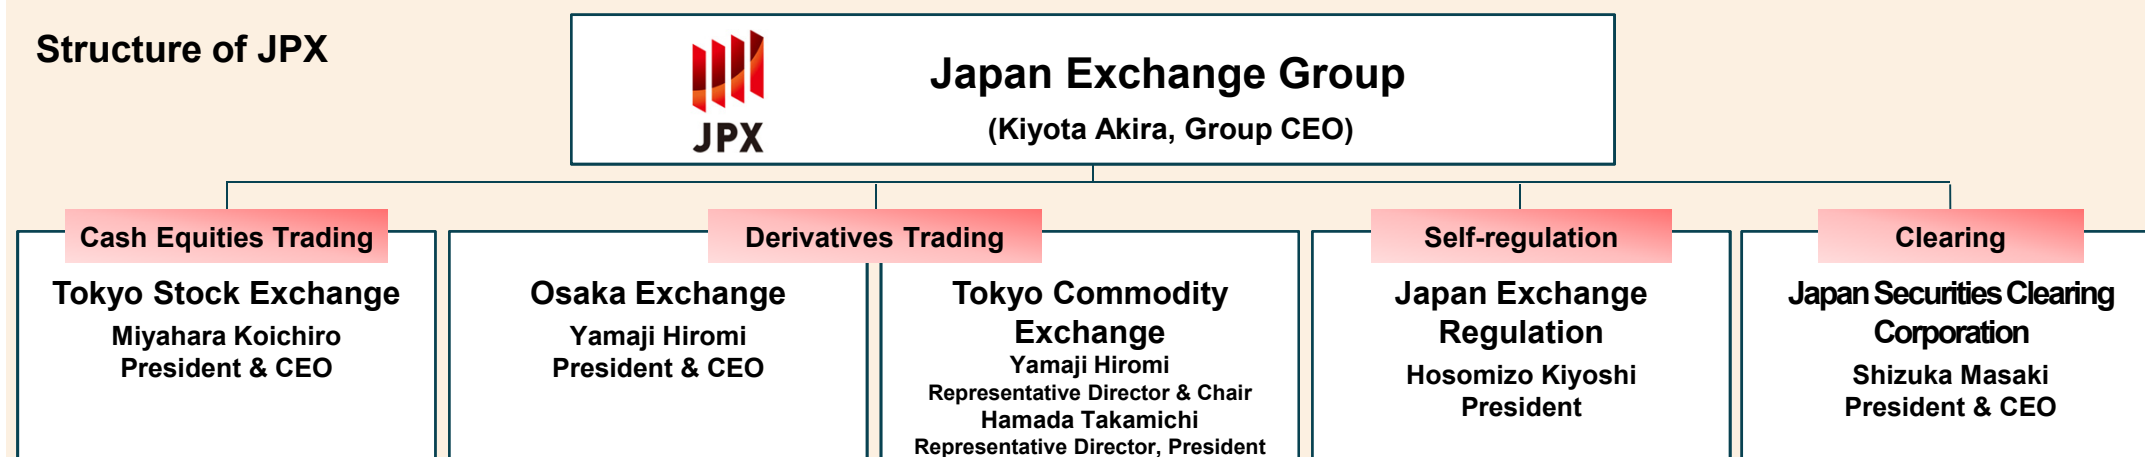 Structure of JPX
JPX
Japan Exchange Group
(Kiyota Akira, Group CEO)
Cash Equities Trading
Tokyo Stock Exchange
Miyahara Koichiro
President & CEO
Derivatives Trading
Osaka Exchange
Yamaji Hiromi
President & CEO
Tokyo Commodity
Exchange
Yamaji Hiromi
Representative Director & Chair
Hamada Takamichi
Representative Director, President
Self-regulation
Japan Exchange
Regulation
Hosomizo Kiyoshi
President
Clearing
Japan Securities Clearing
Corporation
Shizuka Masaki
President & CEO